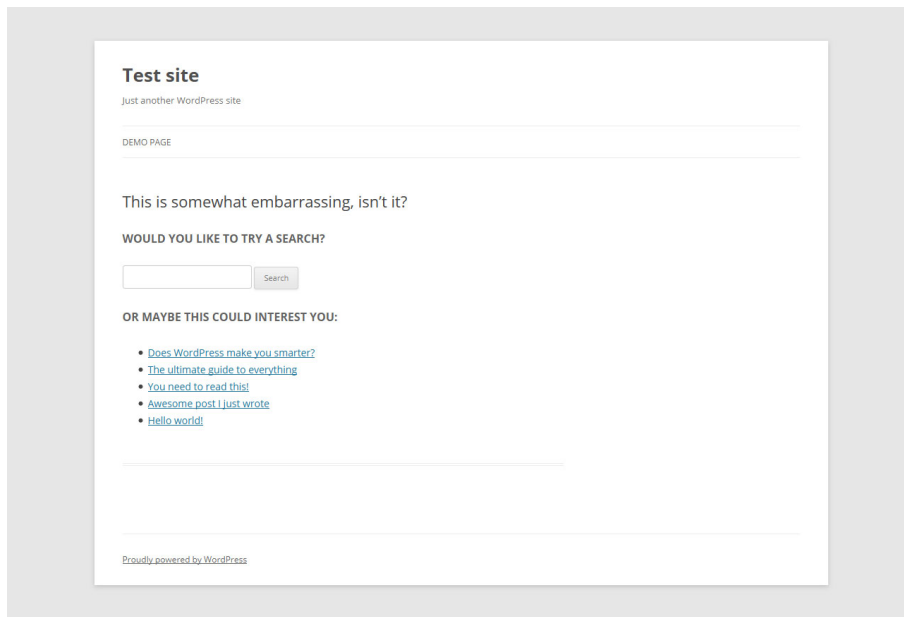 Test site
Just another WordPress site
DEMO PAGE
This is somewhat embarrassing, isn’t it?
WOULD YOU LIKE TO TRY A SEARCH?
Search
OR MAYBE THIS COULD INTEREST YOU:
Does WordPress make you smarter?
The ultimate guide to everything
You need to read this!
Awesome post I just wrote
Hello world!
Proudly powered by WordPress